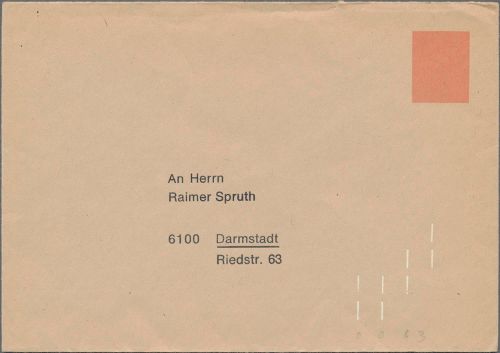 An Herrn
Raimer Spruth
6100 Darmstadt
Riedstr. 63